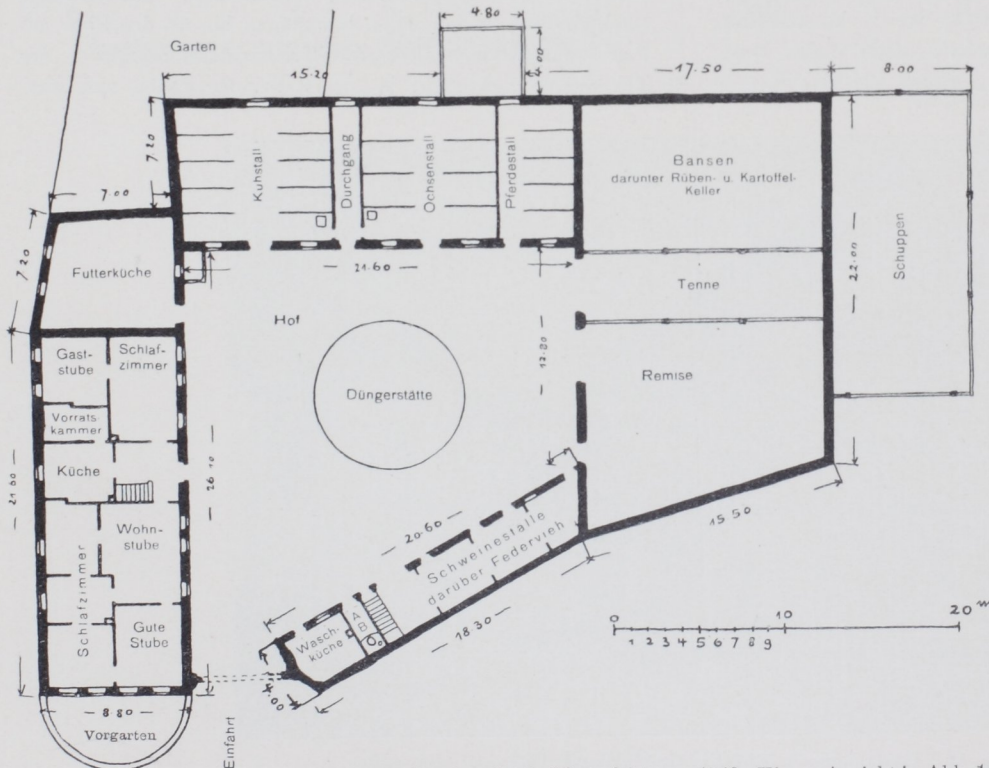 Garten
4.80
15.20
4.00
17.50
8.00
7.20
7.00
7.20
Kuhstall
Durchgang
Ochsenstall
Pferdestall
Bansen
darunter Rüben- u. Kartoffel-
Keller
22.00
Schuppen
Futterküche
21.60
Tenne
Hof
12.80
Düngerstätte
Remise
Gast-
stube
Schlaf-
zimmer
Vorrats-
kammer
Küche
21.60
26.10
Wohn-
stube
Schlafzimmer
Gute
Stube
20.60
Schweinestalle
darüber Federvieh
15.50
18.30
Wasch-
küche
A
B
4.00
0 10 20 m
1 2 3 4 5 6 7 8 9
8.80
Vorgarten
Einfahrt